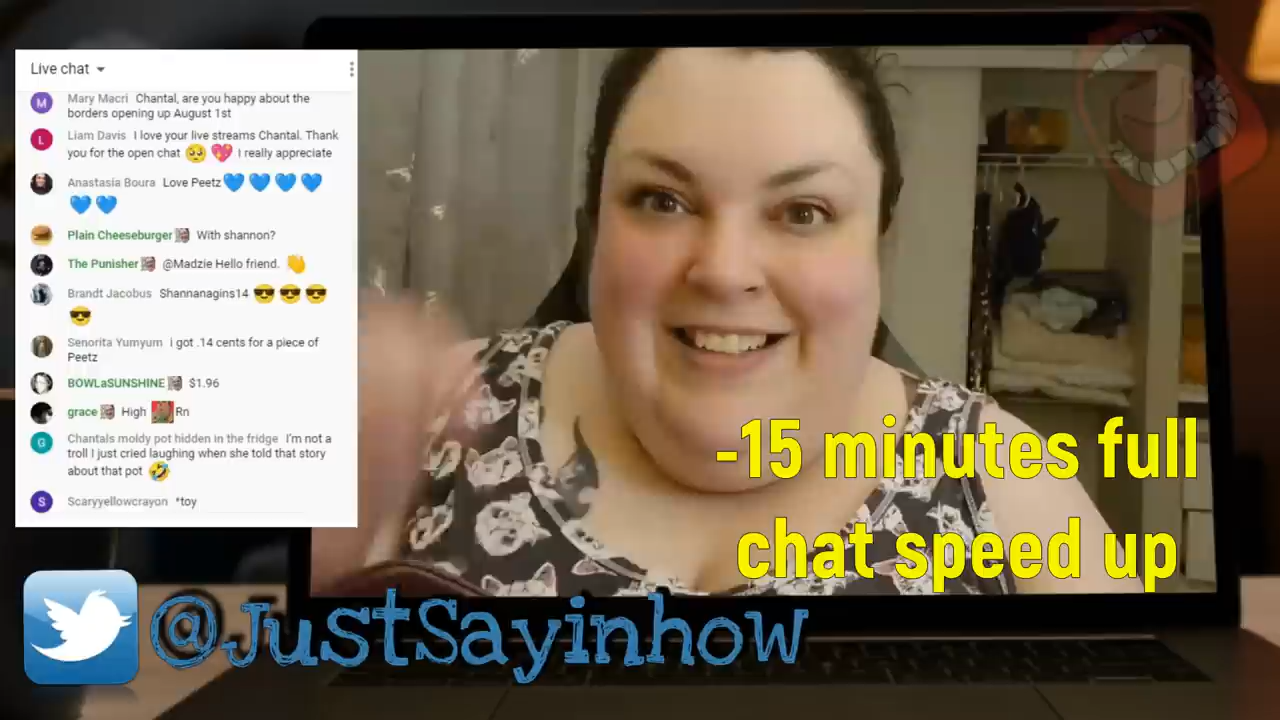 Live chat
M Mary Macri Chantal, are you happy about the
borders opening up August 1st
L Liam Davis I love your live streams Chantal. Thank
you for the open chat 🥺 💖 I really appreciate
Anastasia Boura Love Peetz💙 💙 💙 💙
💙 💙
Plain Cheeseburger With shannon?
The Punisher @Madzie Hello friend. 👋
Brandt Jacobus Shannanagins14 😎 😎 😎
😎
Senorita Yumyum I got .14 cents for a piece of
Peetz
BOWLaSUNSHINE $1.96
grace High Rn
G Chantals moldy pot hidden in the fridge I'm not a
troll I just cried laughing when she told that story
about that pot 🤣
S Scaryyellowcrayon *toy
-15 minutes full
chat speed up
@JustSayinhow